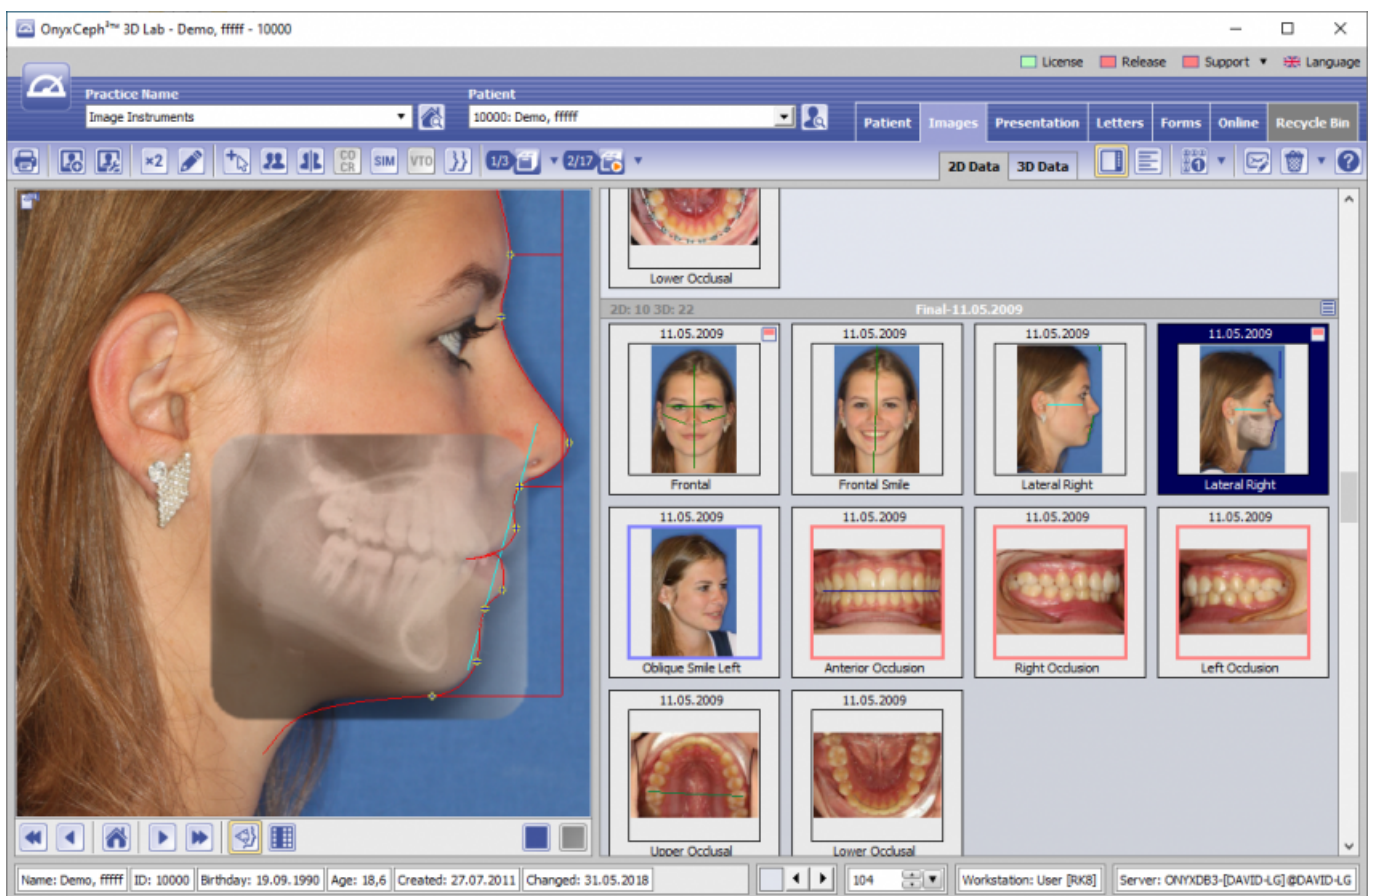 OnyxCeph³™ 3D Lab - Demo, fffff - 10000
License Release Support Language
Practice Name Patient
Image Instruments 10000: Demo, fffff
Patient Images Presentation Letters Forms Online Recycle Bin
×2 CO CR SIM VTO 1/3 2/17
2D Data 3D Data
Lower Occlusal
2D: 10 3D: 22 Final-11.05.2009
11.05.2009 11.05.2009 11.05.2009 11.05.2009
Frontal Frontal Smile Lateral Right Lateral Right
11.05.2009 11.05.2009 11.05.2009 11.05.2009
Oblique Smile Left Anterior Occlusion Right Occlusion Left Occlusion
11.05.2009 11.05.2009
Upper Occlusal Lower Occlusal
Name: Demo, fffff ID: 10000 Birthday: 19.09.1990 Age: 18,6 Created: 27.07.2011 Changed: 31.05.2018 104 Workstation: User [RK8] Server: ONYXDB3-[DAVID-LG]@DAVID-LG